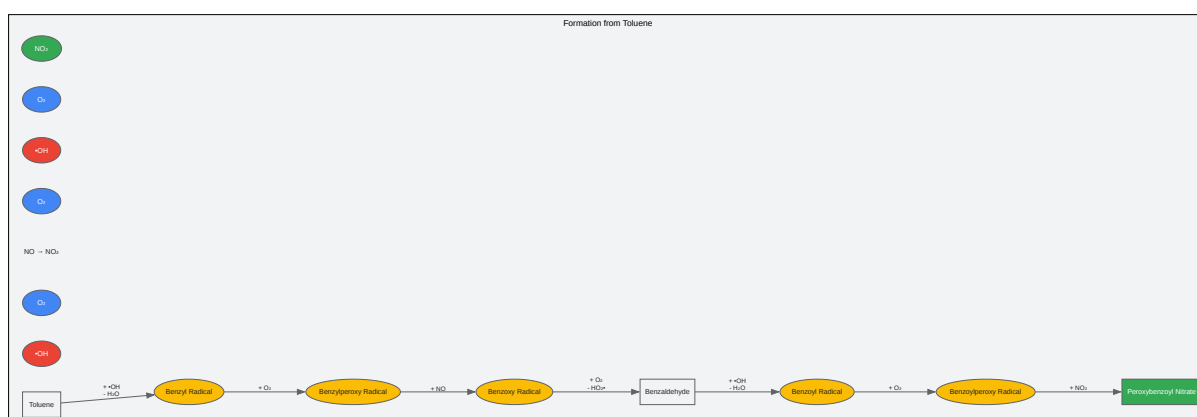 Formation from Toluene
NO₂
O₂
•OH
O₂
NO → NO₂
O₂
•OH
Toluene
+ •OH
- H₂O
Benzyl Radical
+ O₂
Benzylperoxy Radical
+ NO
Benzoxy Radical
+ O₂
- HO₂•
Benzaldehyde
+ •OH
- H₂O
Benzoyl Radical
+ O₂
Benzoylperoxy Radical
+ NO₂
Peroxybenzoyl Nitrate